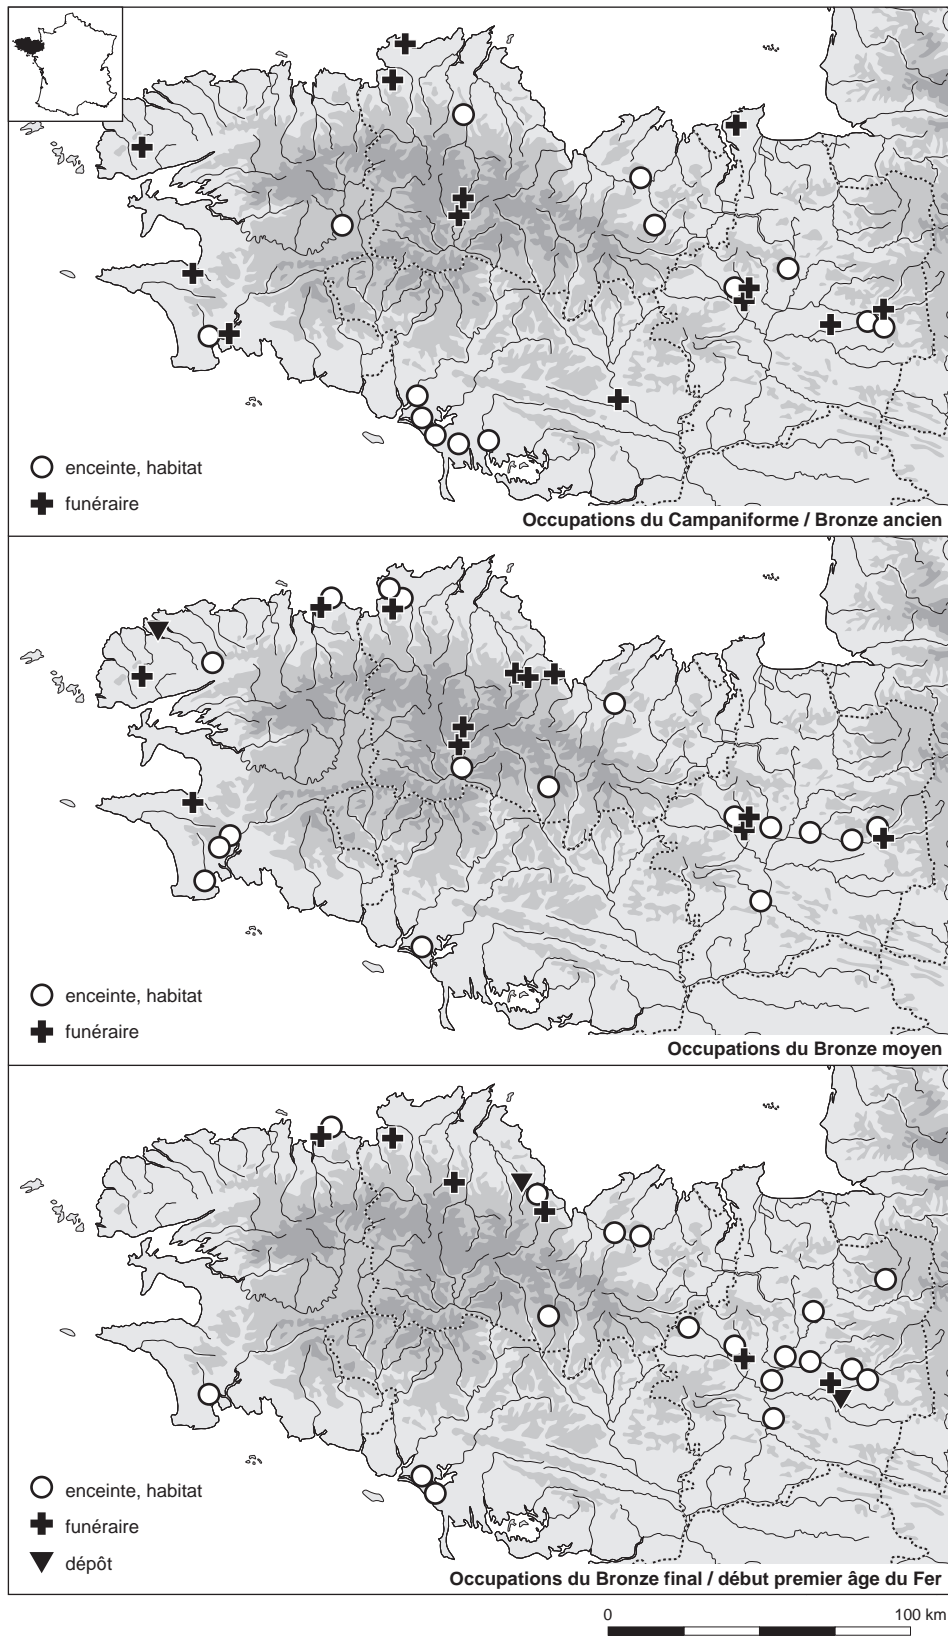 enceinte, habitat
funéraire
Occupations du Campaniforme / Bronze ancien
enceinte, habitat
funéraire
Occupations du Bronze moyen
enceinte, habitat
funéraire
dépôt
Occupations du Bronze final / début premier âge du Fer
0 100 km